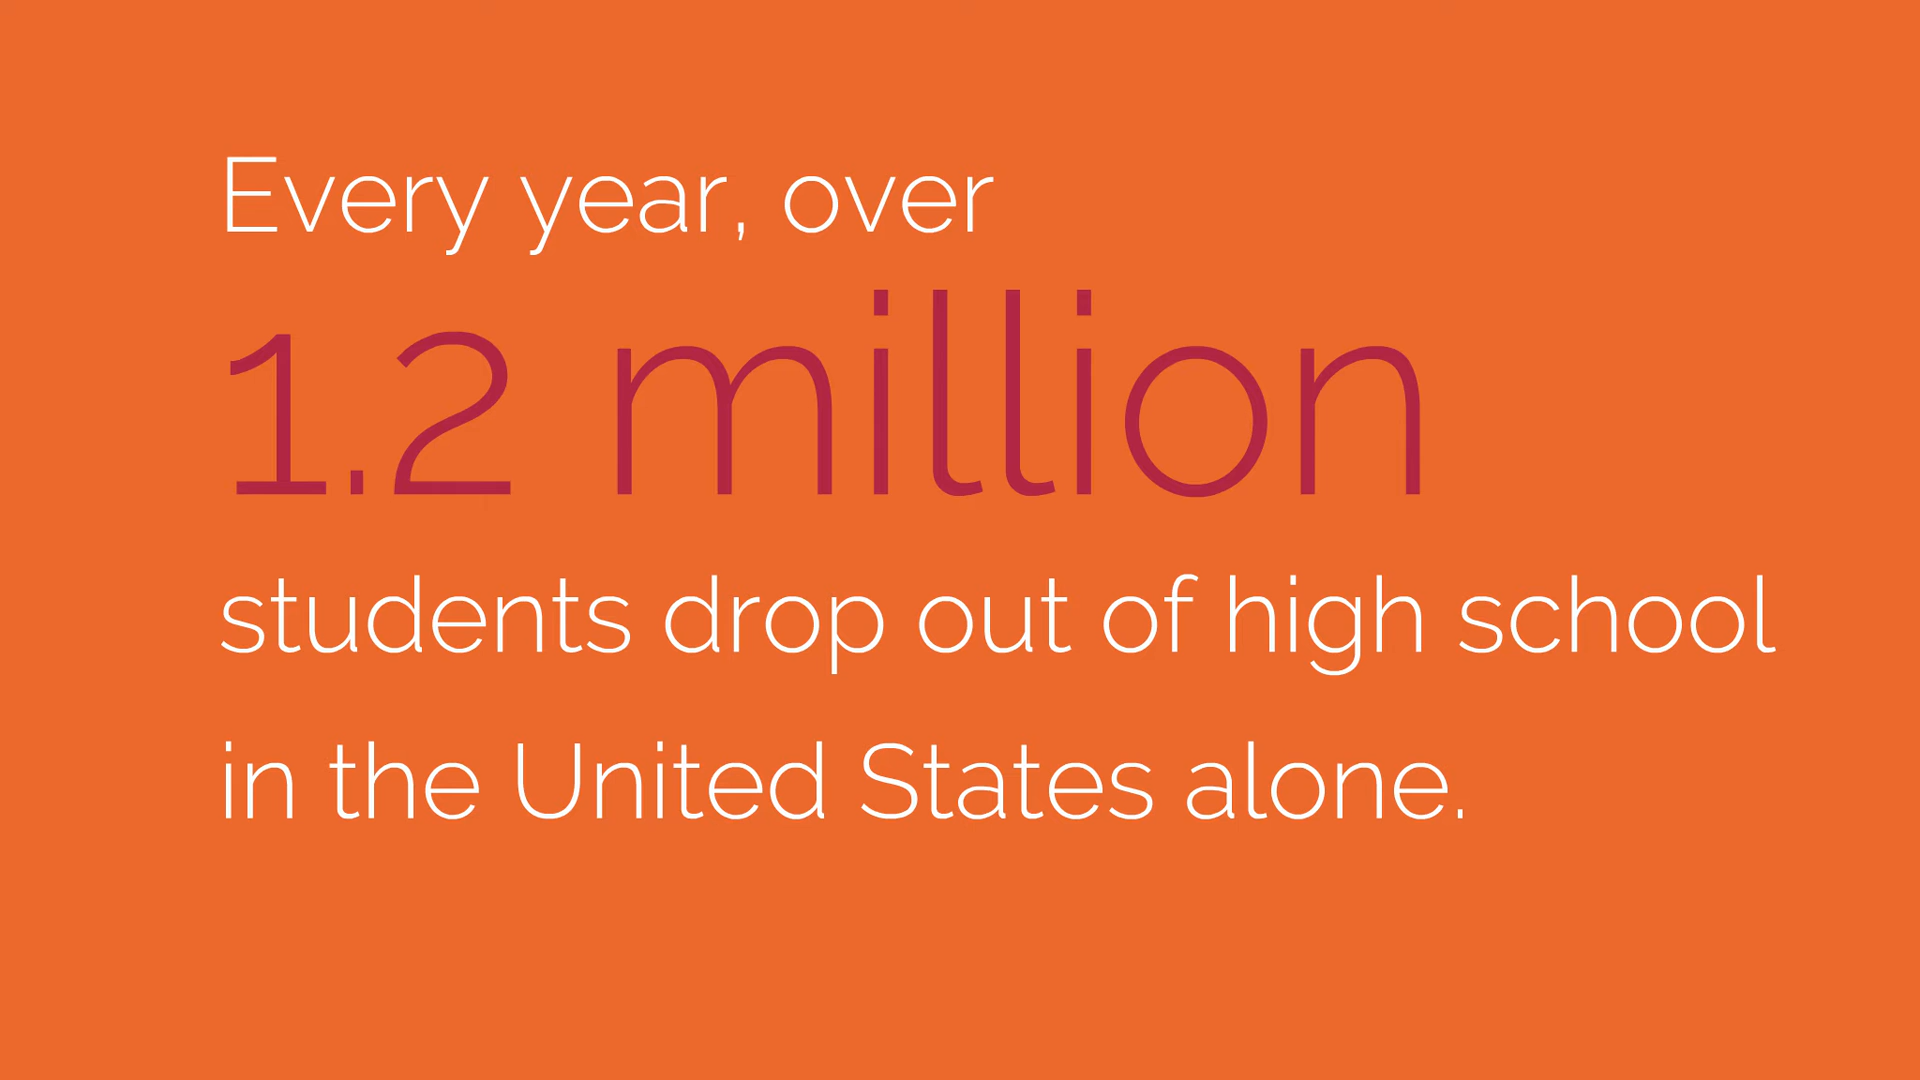 Every year, over
1.2 million
students drop out of high school
in the United States alone.